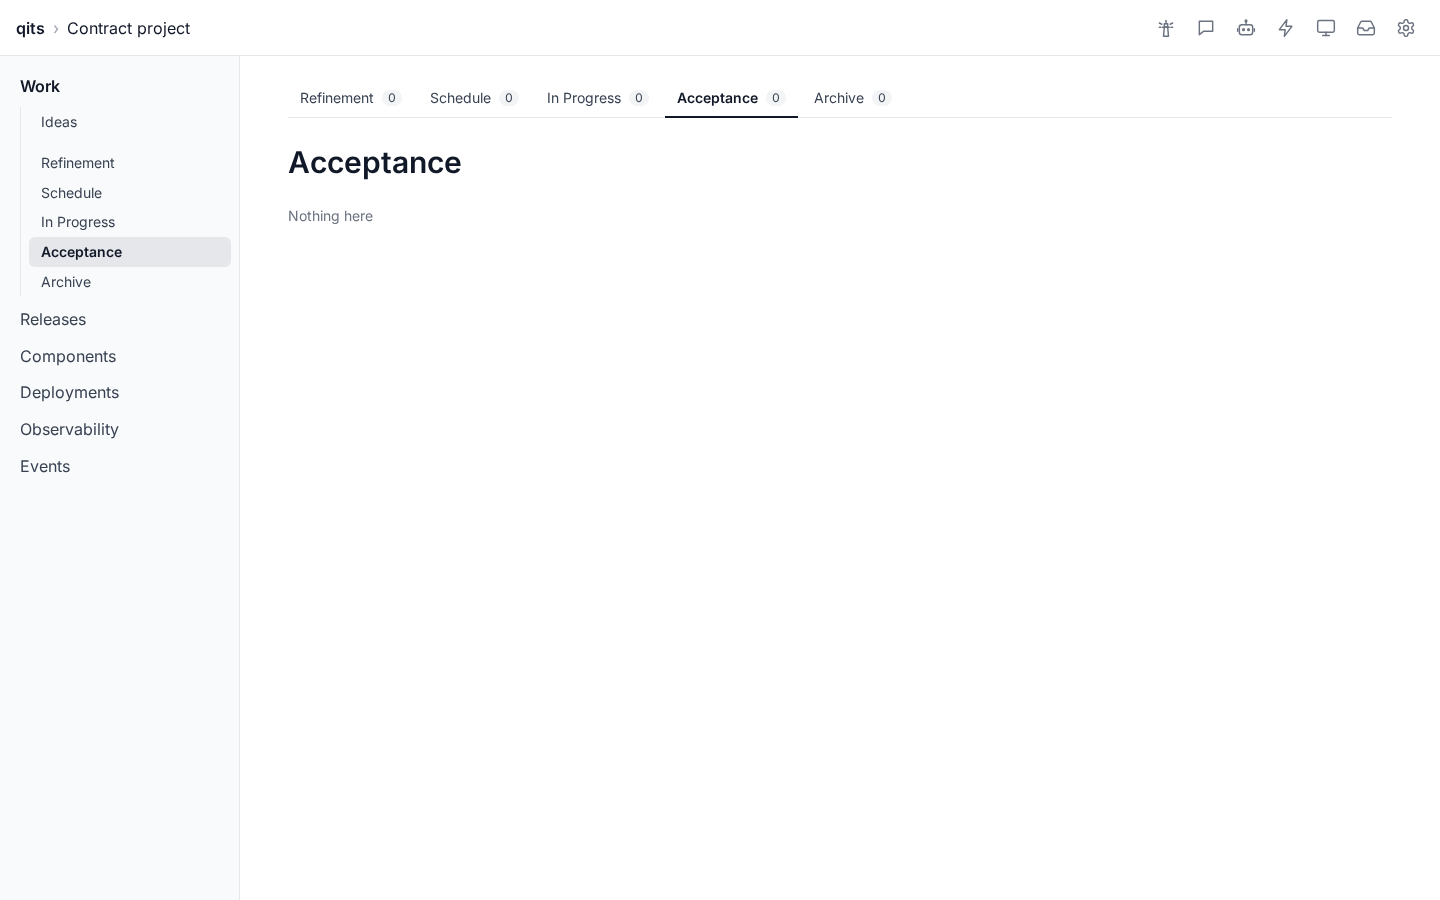 qits › Contract project
Work
Ideas
Refinement
Schedule
In Progress
Acceptance
Archive
Releases
Components
Deployments
Observability
Events
Refinement 0 Schedule 0 In Progress 0 Acceptance 0 Archive 0
Acceptance
Nothing here